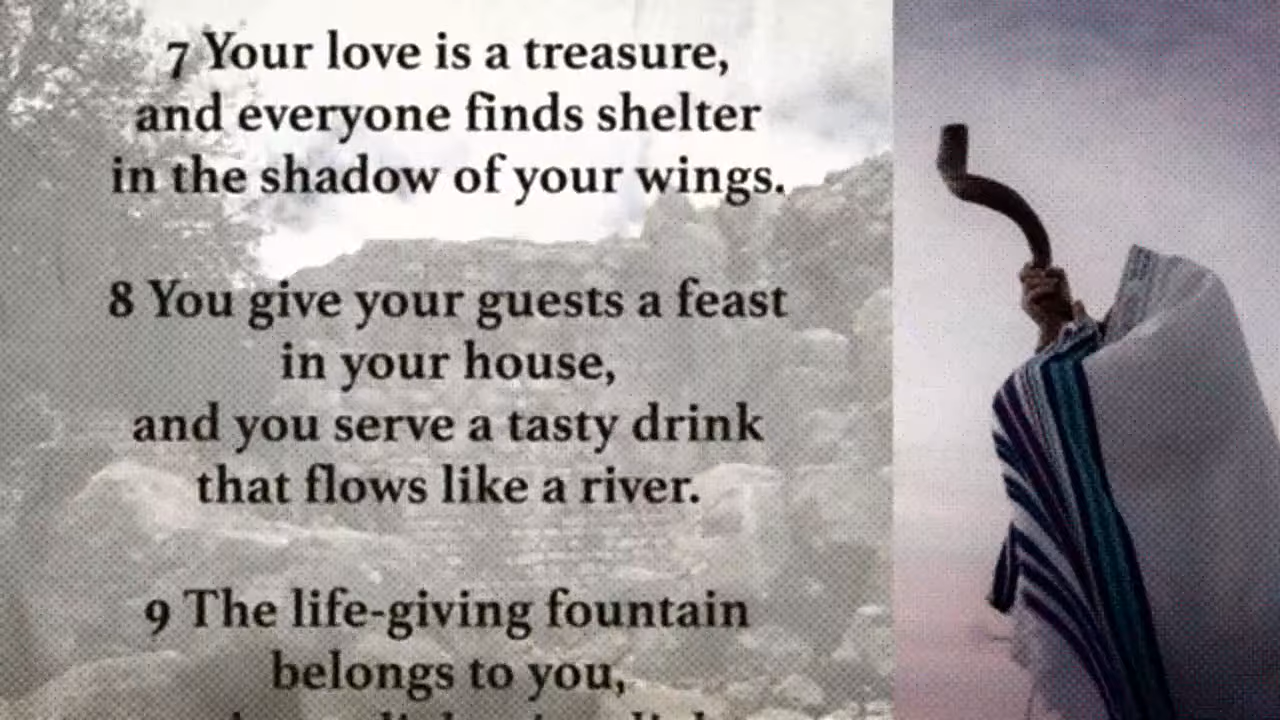 7 Your love is a treasure,
and everyone finds shelter
in the shadow of your wings.
8 You give your guests a feast
in your house,
and you serve a tasty drink
that flows like a river.
9 The life-giving fountain
belongs to you,